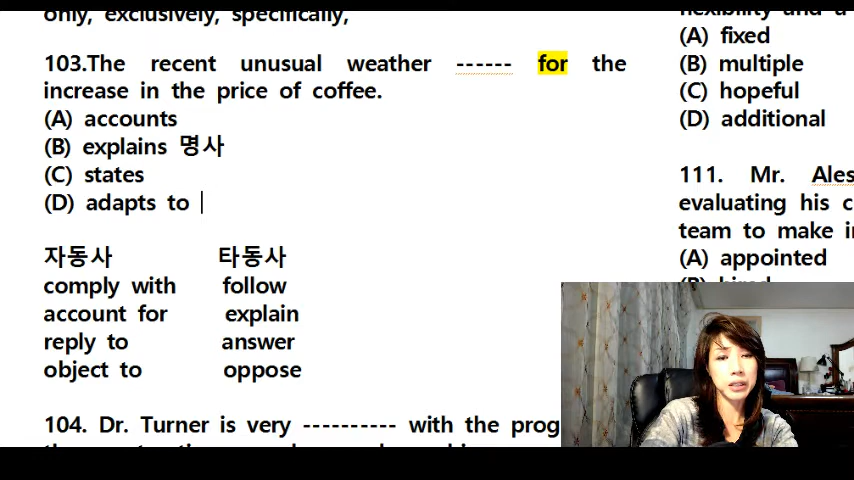 only, exclusively, specifically,
103.The recent unusual weather ------ for the
increase in the price of coffee.
(A) accounts
(B) explains 명사
(C) states
(D) adapts to
자동사 타동사
comply with follow
account for explain
reply to answer
object to oppose
104. Dr. Turner is very ---------- with the prog
(A) fixed
(B) multiple
(C) hopeful
(D) additional
111. Mr. Ales
evaluating his c
team to make i
(A) appointed